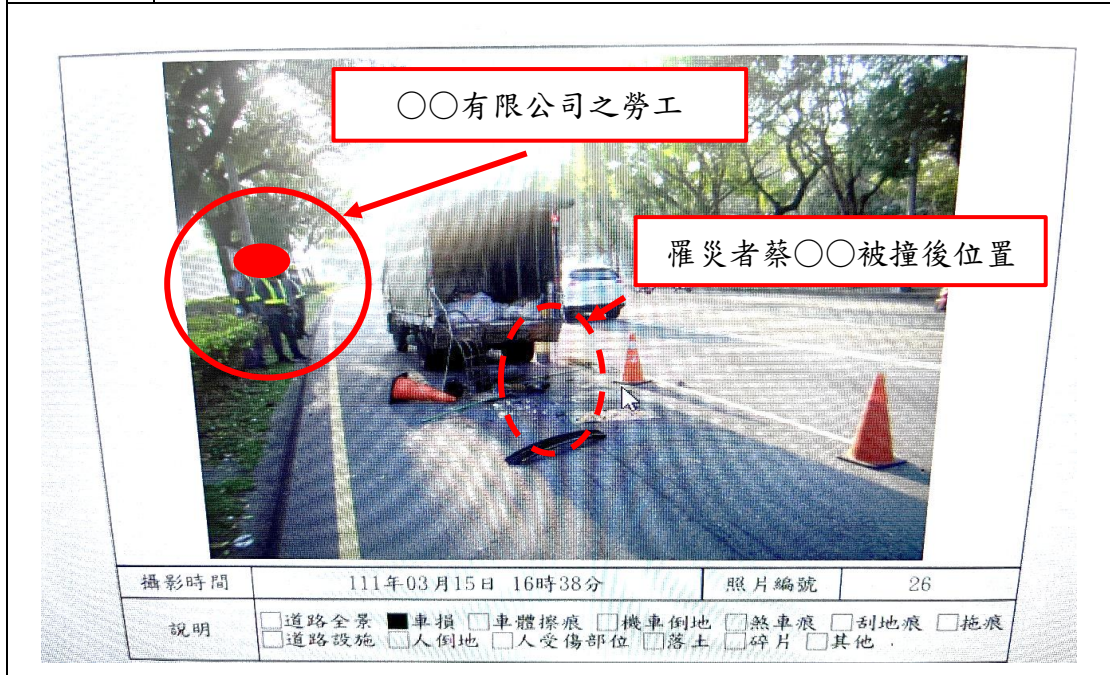 ○○有限公司之勞工
罹災者蔡○○被撞後位置
攝影時間 111年03月15日 16時38分 照片編號 26
說明 □道路全景 ■車損 □車體擦痕 □機車倒地 □煞車痕 □刮地痕 □拖痕
□道路設施 □人倒地 □人受傷部位 □落土 □碎片 □其他